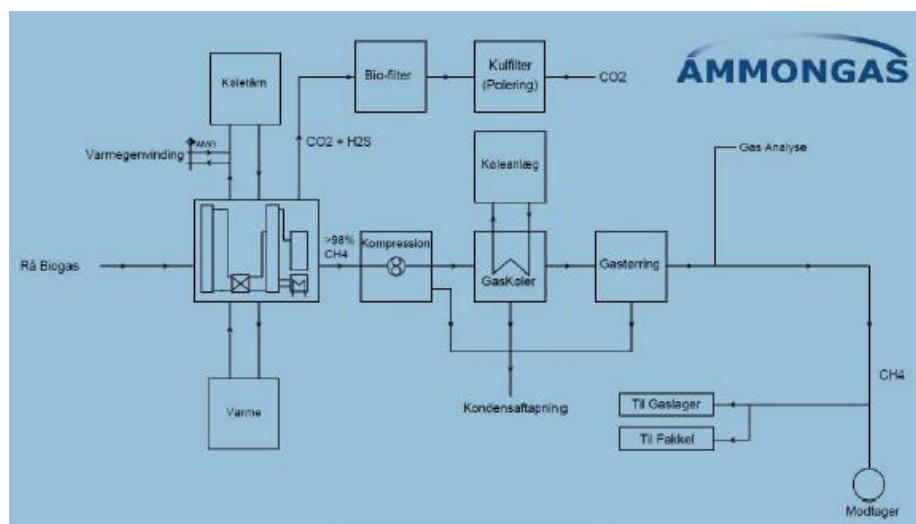 AMMONGAS
Køletårn
Bio-filter
Kulfilter
(Polering)
CO2
Varmegenvinding
AMG
CO2 + H2S
Køleanlæg
Gas Analyse
Rå Biogas
>98%
CH4
Kompression
GasKøler
Gastørring
Varme
Kondensaftapning
CH4
Til Gaslager
Til Fakkel
Modtager